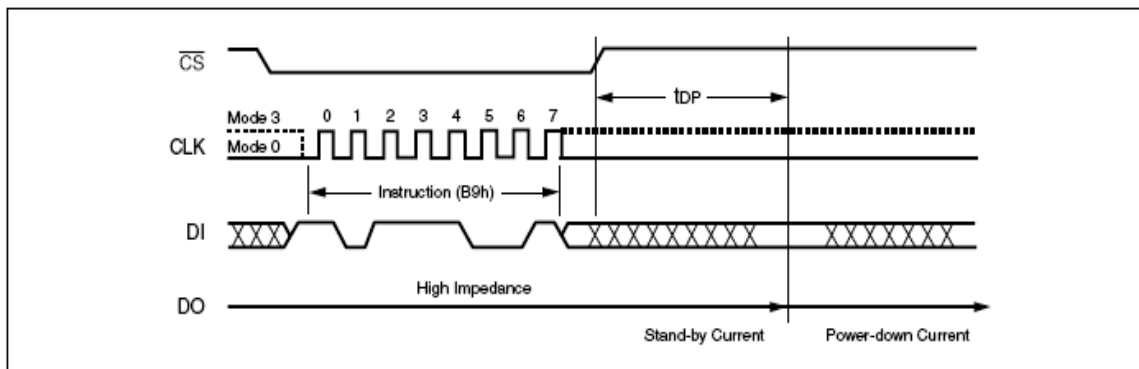 CS
tDP
Mode 3
0 1 2 3 4 5 6 7
CLK
Mode 0
Instruction (B9h)
DI
High Impedance
DO
Stand-by Current
Power-down Current